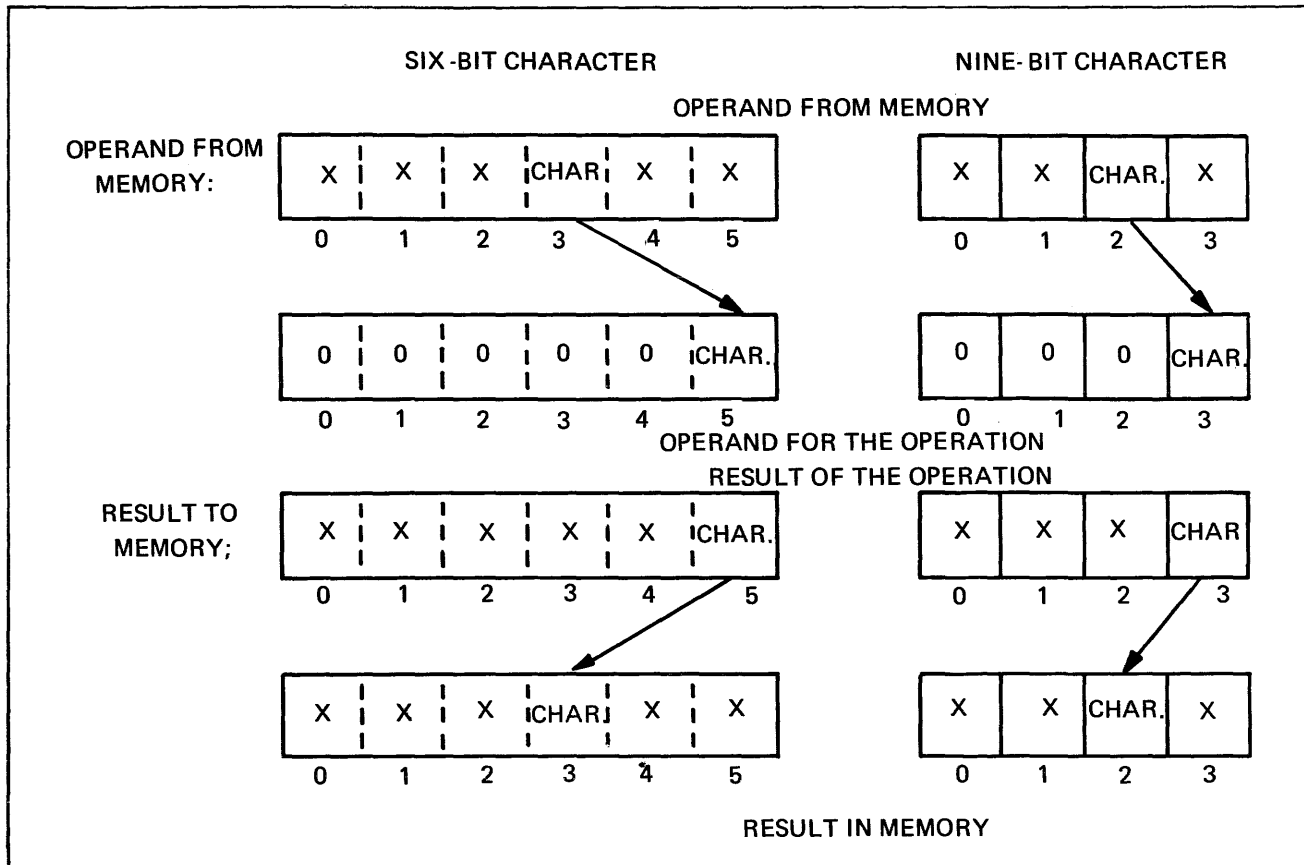 SIX-BIT CHARACTER NINE-BIT CHARACTER
OPERAND FROM MEMORY
OPERAND FROM
MEMORY:
X X X CHAR X X X X CHAR. X
0 1 2 3 4 5 0 1 2 3
0 0 0 0 0 CHAR. 0 0 0 CHAR.
0 1 2 3 4 5 0 1 2 3
OPERAND FOR THE OPERATION
RESULT OF THE OPERATION
RESULT TO
MEMORY;
X X X X X CHAR. X X X CHAR
0 1 2 3 4 5 0 1 2 3
X X X CHAR. X X X X CHAR. X
0 1 2 3 4 5 0 1 2 3
RESULT IN MEMORY